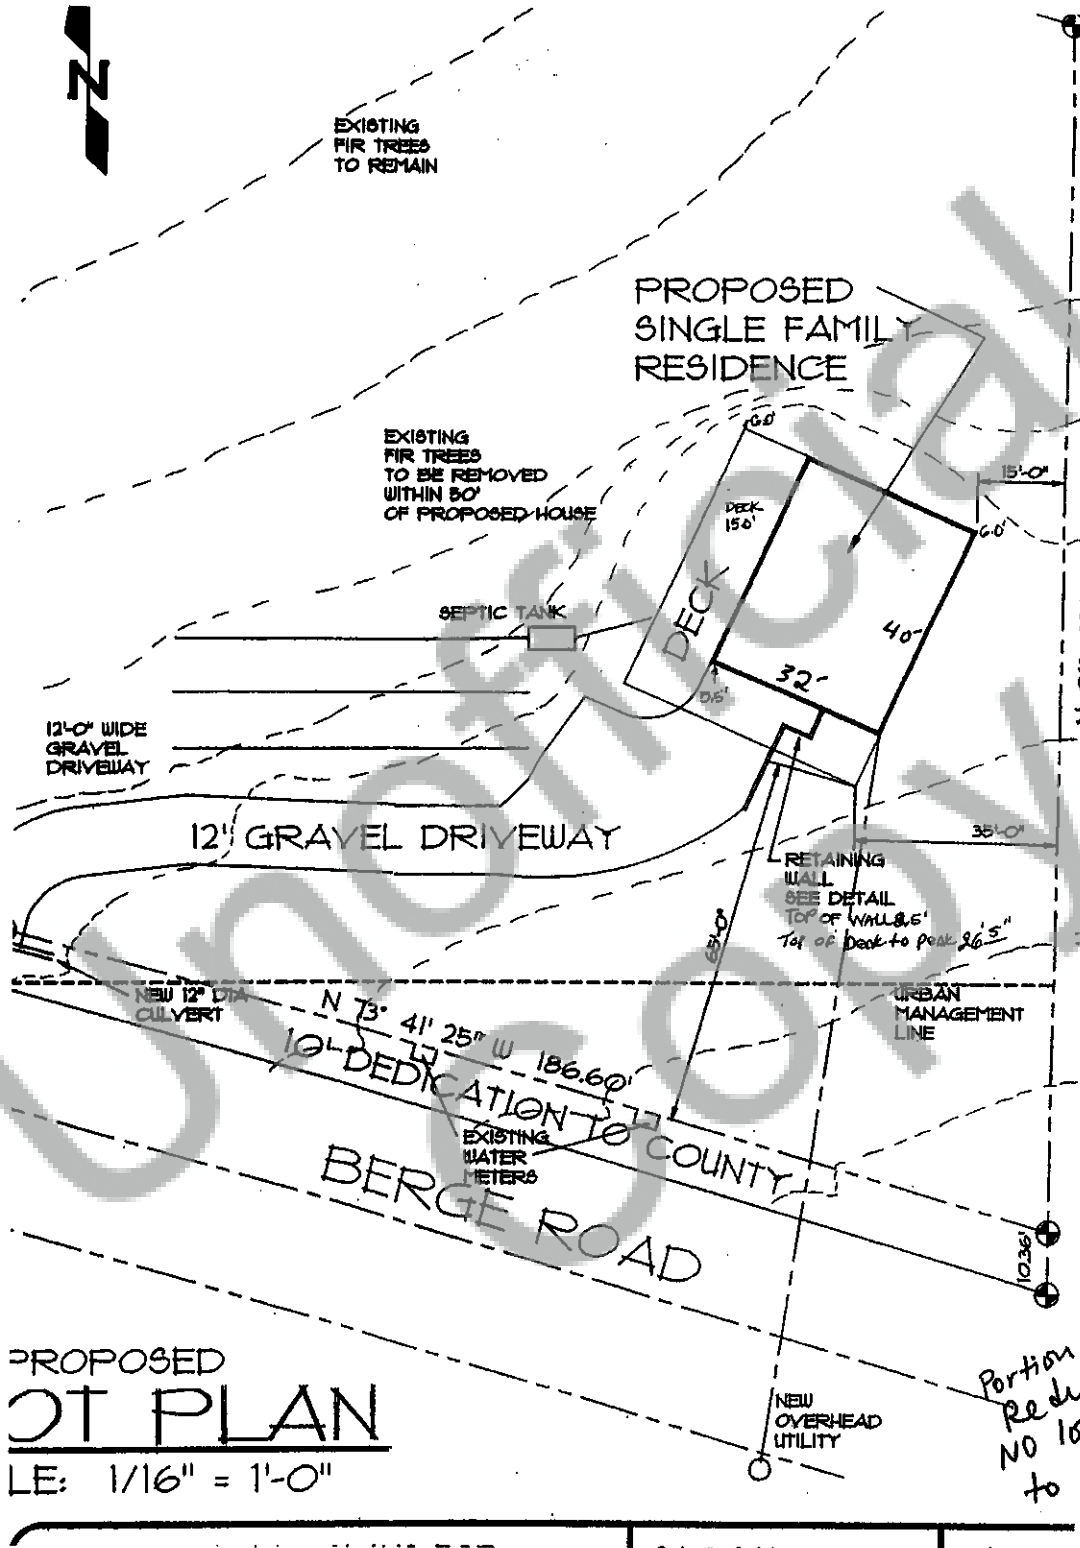 N
EXISTING
FIR TREES
TO REMAIN
PROPOSED
SINGLE FAMILY
RESIDENCE
EXISTING
FIR TREES
TO BE REMOVED
WITHIN 50'
OF PROPOSED HOUSE
6.0'
15'-0"
DECK
15.0'
6.0'
DECK
SEPTIC TANK
40'
32'
5.5'
12'-0" WIDE
GRAVEL
DRIVEWAY
12' GRAVEL DRIVEWAY
35'-0"
RETAINING
WALL
SEE DETAIL
TOP OF WALL 8.5'
Top of Deck to peak 26'5"
65'-0"
NEW 12" DIA
CULVERT
URBAN
MANAGEMENT
LINE
N 73° 41' 25" W 186.60'
10' DEDICATION TO COUNTY
EXISTING
WATER
METERS
BERGE ROAD
10.36'
PROPOSED
OT PLAN
LE: 1/16" = 1'-0"
NEW
OVERHEAD
UTILITY
Portion
NO
to
Unofficial
Copy